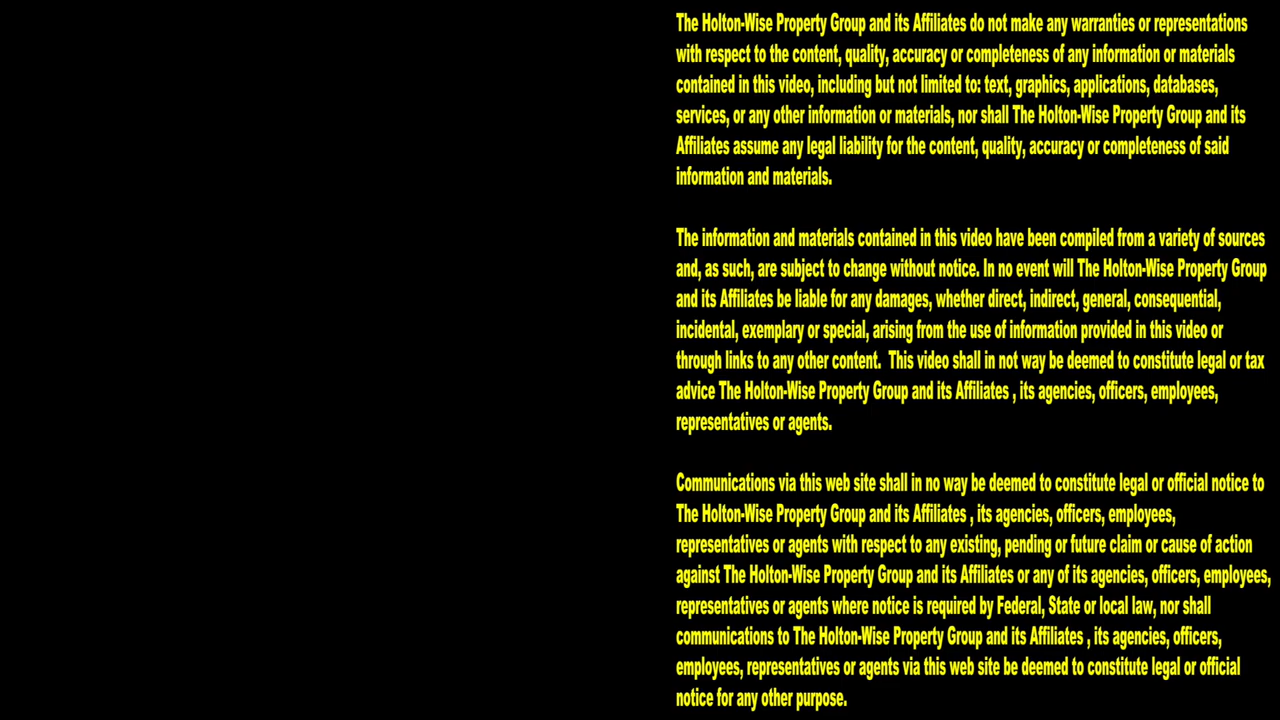 The Holton-Wise Property Group and its Affiliates do not make any warranties or representations
with respect to the content, quality, accuracy or completeness of any information or materials
contained in this video, including but not limited to: text, graphics, applications, databases,
services, or any other information or materials, nor shall The Holton-Wise Property Group and its
Affiliates assume any legal liability for the content, quality, accuracy or completeness of said
information and materials.
The information and materials contained in this video have been compiled from a variety of sources
and, as such, are subject to change without notice. In no event will The Holton-Wise Property Group
and its Affiliates be liable for any damages, whether direct, indirect, general, consequential,
incidental, exemplary or special, arising from the use of information provided in this video or
through links to any other content.  This video shall in not way be deemed to constitute legal or tax
advice The Holton-Wise Property Group and its Affiliates , its agencies, officers, employees,
representatives or agents.
Communications via this web site shall in no way be deemed to constitute legal or official notice to
The Holton-Wise Property Group and its Affiliates , its agencies, officers, employees,
representatives or agents with respect to any existing, pending or future claim or cause of action
against The Holton-Wise Property Group and its Affiliates or any of its agencies, officers, employees,
representatives or agents where notice is required by Federal, State or local law, nor shall
communications to The Holton-Wise Property Group and its Affiliates , its agencies, officers,
employees, representatives or agents via this web site be deemed to constitute legal or official
notice for any other purpose.